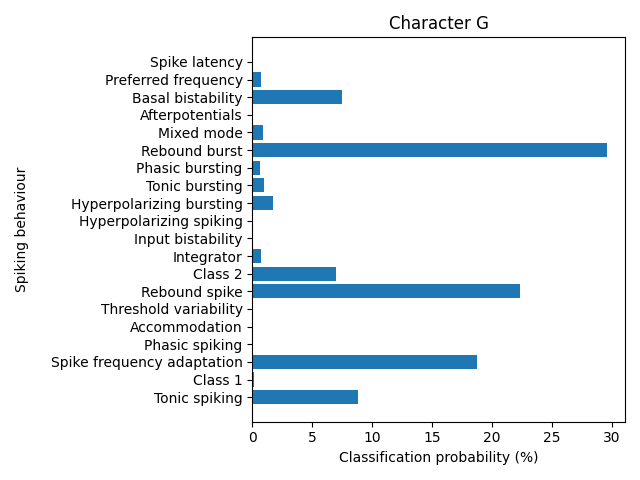 Character G
Spike latency
Preferred frequency
Basal bistability
Afterpotentials
Mixed mode
Rebound burst
Phasic bursting
Tonic bursting
Hyperpolarizing bursting
Hyperpolarizing spiking
Input bistability
Integrator
Class 2
Rebound spike
Threshold variability
Accommodation
Phasic spiking
Spike frequency adaptation
Class 1
Tonic spiking
Spiking behaviour
0 5 10 15 20 25 30
Classification probability (%)